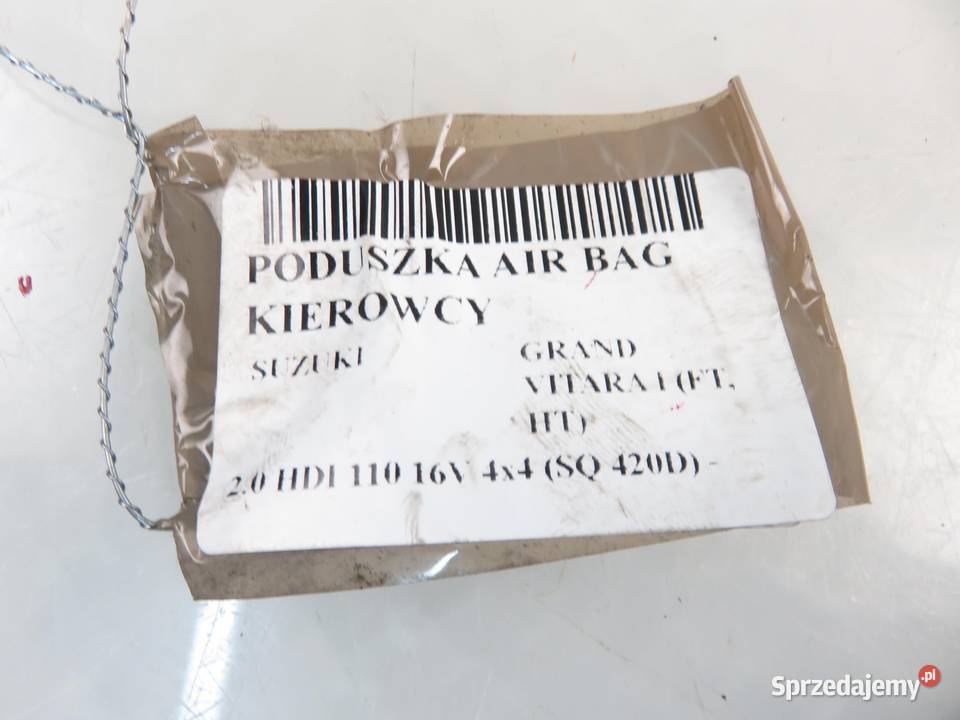 PODUSZKA AIR BAG
KIEROWCY
SUZUKI
GRAND
VITARA I (FT,
HT)
2.0 HDI 110 16V 4x4 (SQ 420D) -
Sprzedajemy.pl